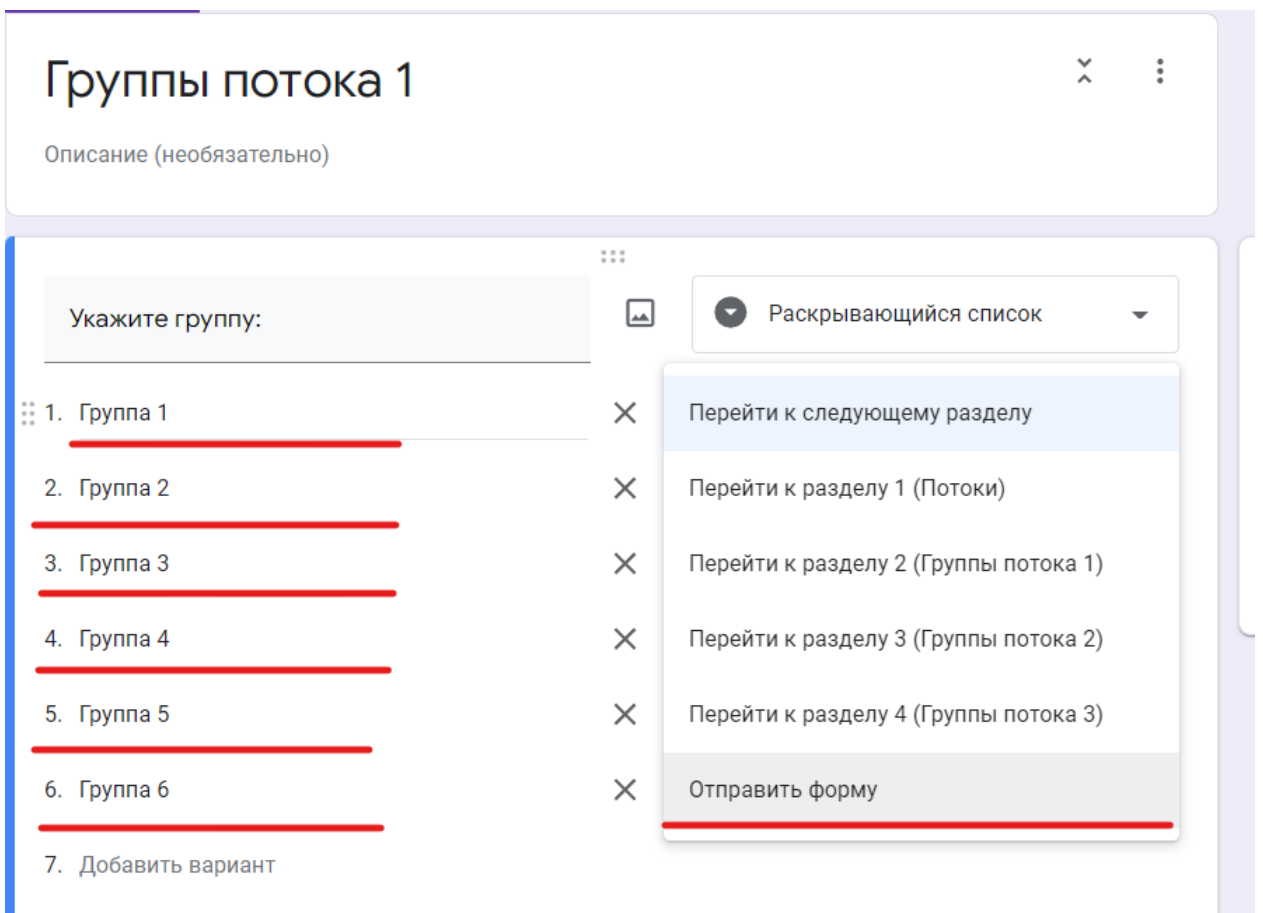 Группы потока 1
Описание (необязательно)
Укажите группу:
Раскрывающийся список
1. Группа 1
Перейти к следующему разделу
2. Группа 2
Перейти к разделу 1 (Потоки)
3. Группа 3
Перейти к разделу 2 (Группы потока 1)
4. Группа 4
Перейти к разделу 3 (Группы потока 2)
5. Группа 5
Перейти к разделу 4 (Группы потока 3)
6. Группа 6
Отправить форму
7. Добавить вариант